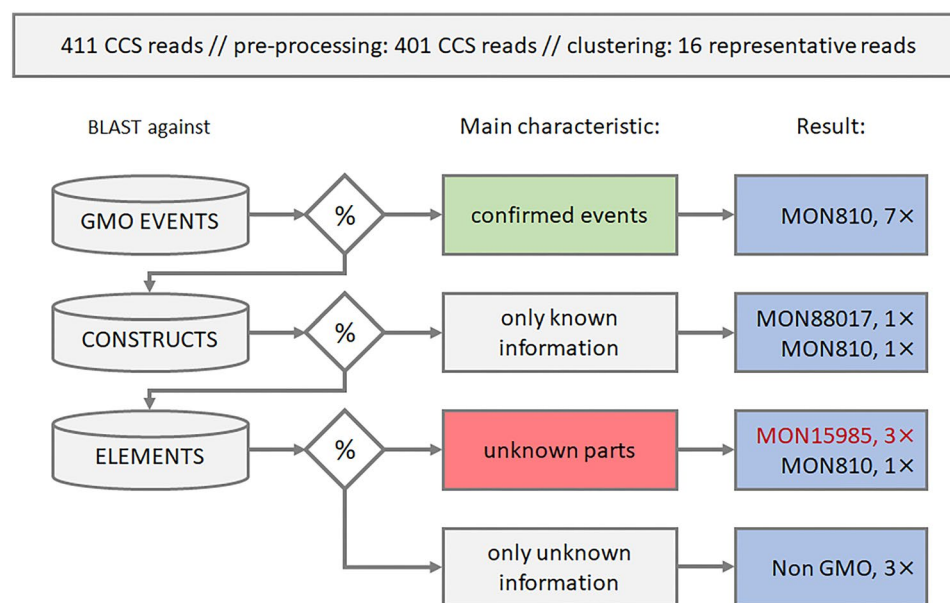 411 CCS reads // pre-processing: 401 CCS reads // clustering: 16 representative reads
BLAST against
Main characteristic:
Result:
GMO EVENTS
%
confirmed events
MON810, 7×
CONSTRUCTS
%
only known
information
MON88017, 1×
MON810, 1×
ELEMENTS
%
unknown parts
MON15985, 3×
MON810, 1×
only unknown
information
Non GMO, 3×